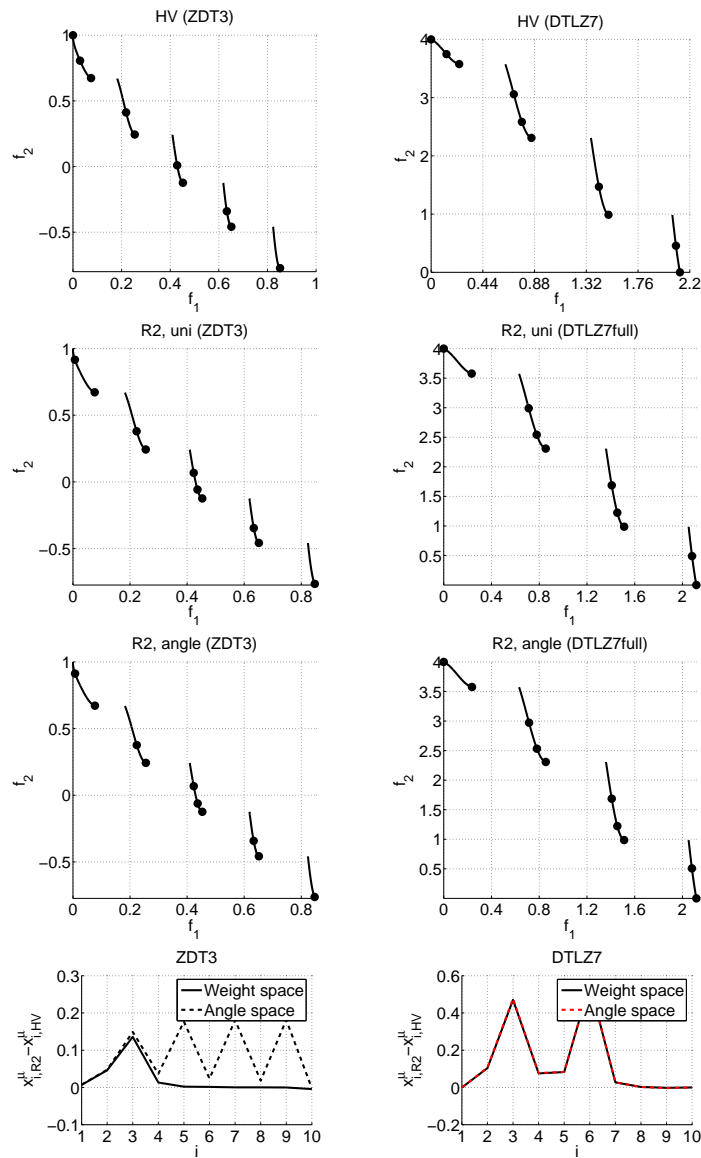 HV (ZDT3)
1
0.5
0
−0.5
f2
0
0.2
0.4
0.6
0.8
1
f1
HV (DTLZ7)
4
3
2
1
0
f2
0
0.44
0.88
1.32
1.76
2.2
f1
R2, uni (ZDT3)
1
0.5
0
−0.5
f2
0
0.2
0.4
0.6
0.8
f1
R2, uni (DTLZ7full)
4
3.5
3
2.5
2
1.5
1
0.5
f2
0
0.4
0.8
1.2
1.6
2
f1
R2, angle (ZDT3)
1
0.5
0
−0.5
f2
0
0.2
0.4
0.6
0.8
f1
R2, angle (DTLZ7full)
4
3.5
3
2.5
2
1.5
1
0.5
f2
0
0.4
0.8
1.2
1.6
2
f1
ZDT3
0.3
0.2
0.1
0
−0.1
x^μ_{i,R2}−x^μ_{i,HV}
Weight space
Angle space
1 2 3 4 5 6 7 8 9 10
i
DTLZ7
0.6
0.4
0.2
0
−0.2
x^μ_{i,R2}−x^μ_{i,HV}
Weight space
Angle space
1 2 3 4 5 6 7 8 9 10
i